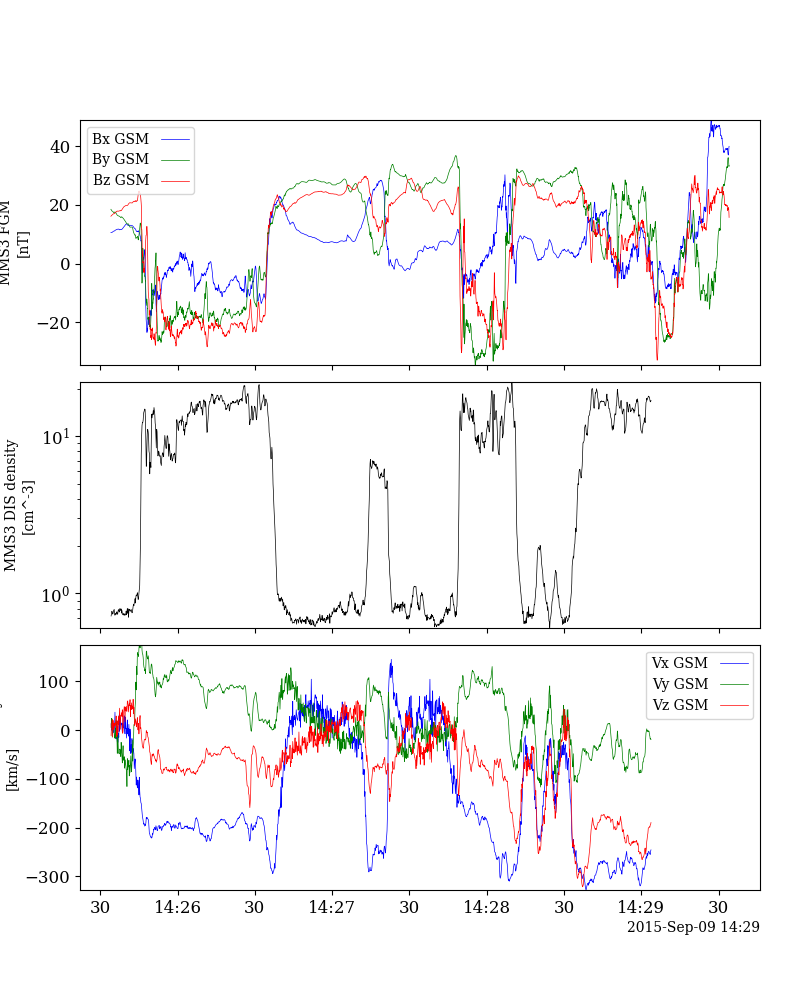 MMS3 FGM
[nT]
40
20
0
−20
Bx GSM
By GSM
Bz GSM
MMS3 DIS density
[cm^-3]
10^1
10^0
[km/s]
100
0
−100
−200
−300
Vx GSM
Vy GSM
Vz GSM
30 14:26 30 14:27 30 14:28 30 14:29 30
2015-Sep-09 14:29